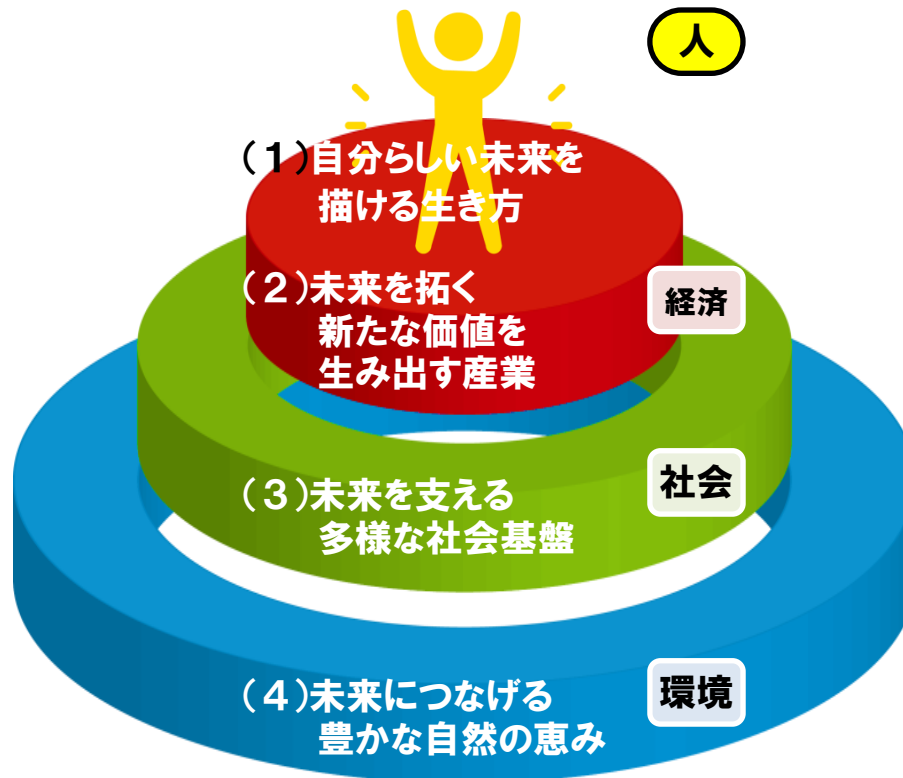 人
（１）自分らしい未来を
描ける生き方
（２）未来を拓く
新たな価値を
生み出す産業
経済
（３）未来を支える
多様な社会基盤
社会
（４）未来につなげる
豊かな自然の恵み
環境